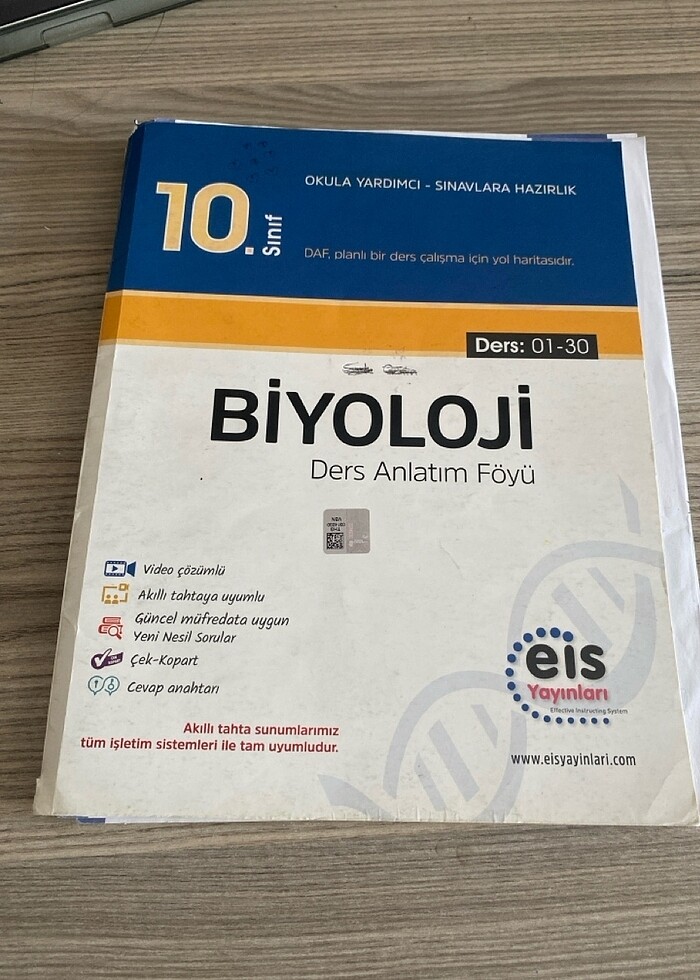 10.
Sınıf
OKULA YARDIMCI - SINAVLARA HAZIRLIK
DAF, planlı bir ders çalışma için yol haritasıdır.
Ders: 01-30
BİYOLOJİ
Ders Anlatım Föyü
Video çözümlü
Akıllı tahtaya uyumlu
Güncel müfredata uygun
Yeni Nesil Sorular
Çek-Kopart
Cevap anahtarı
Akıllı tahta sunumlarımız
tüm işletim sistemleri ile tam uyumludur.
eis
Yayınları
Effective Instructing System
www.eisyayinlari.com